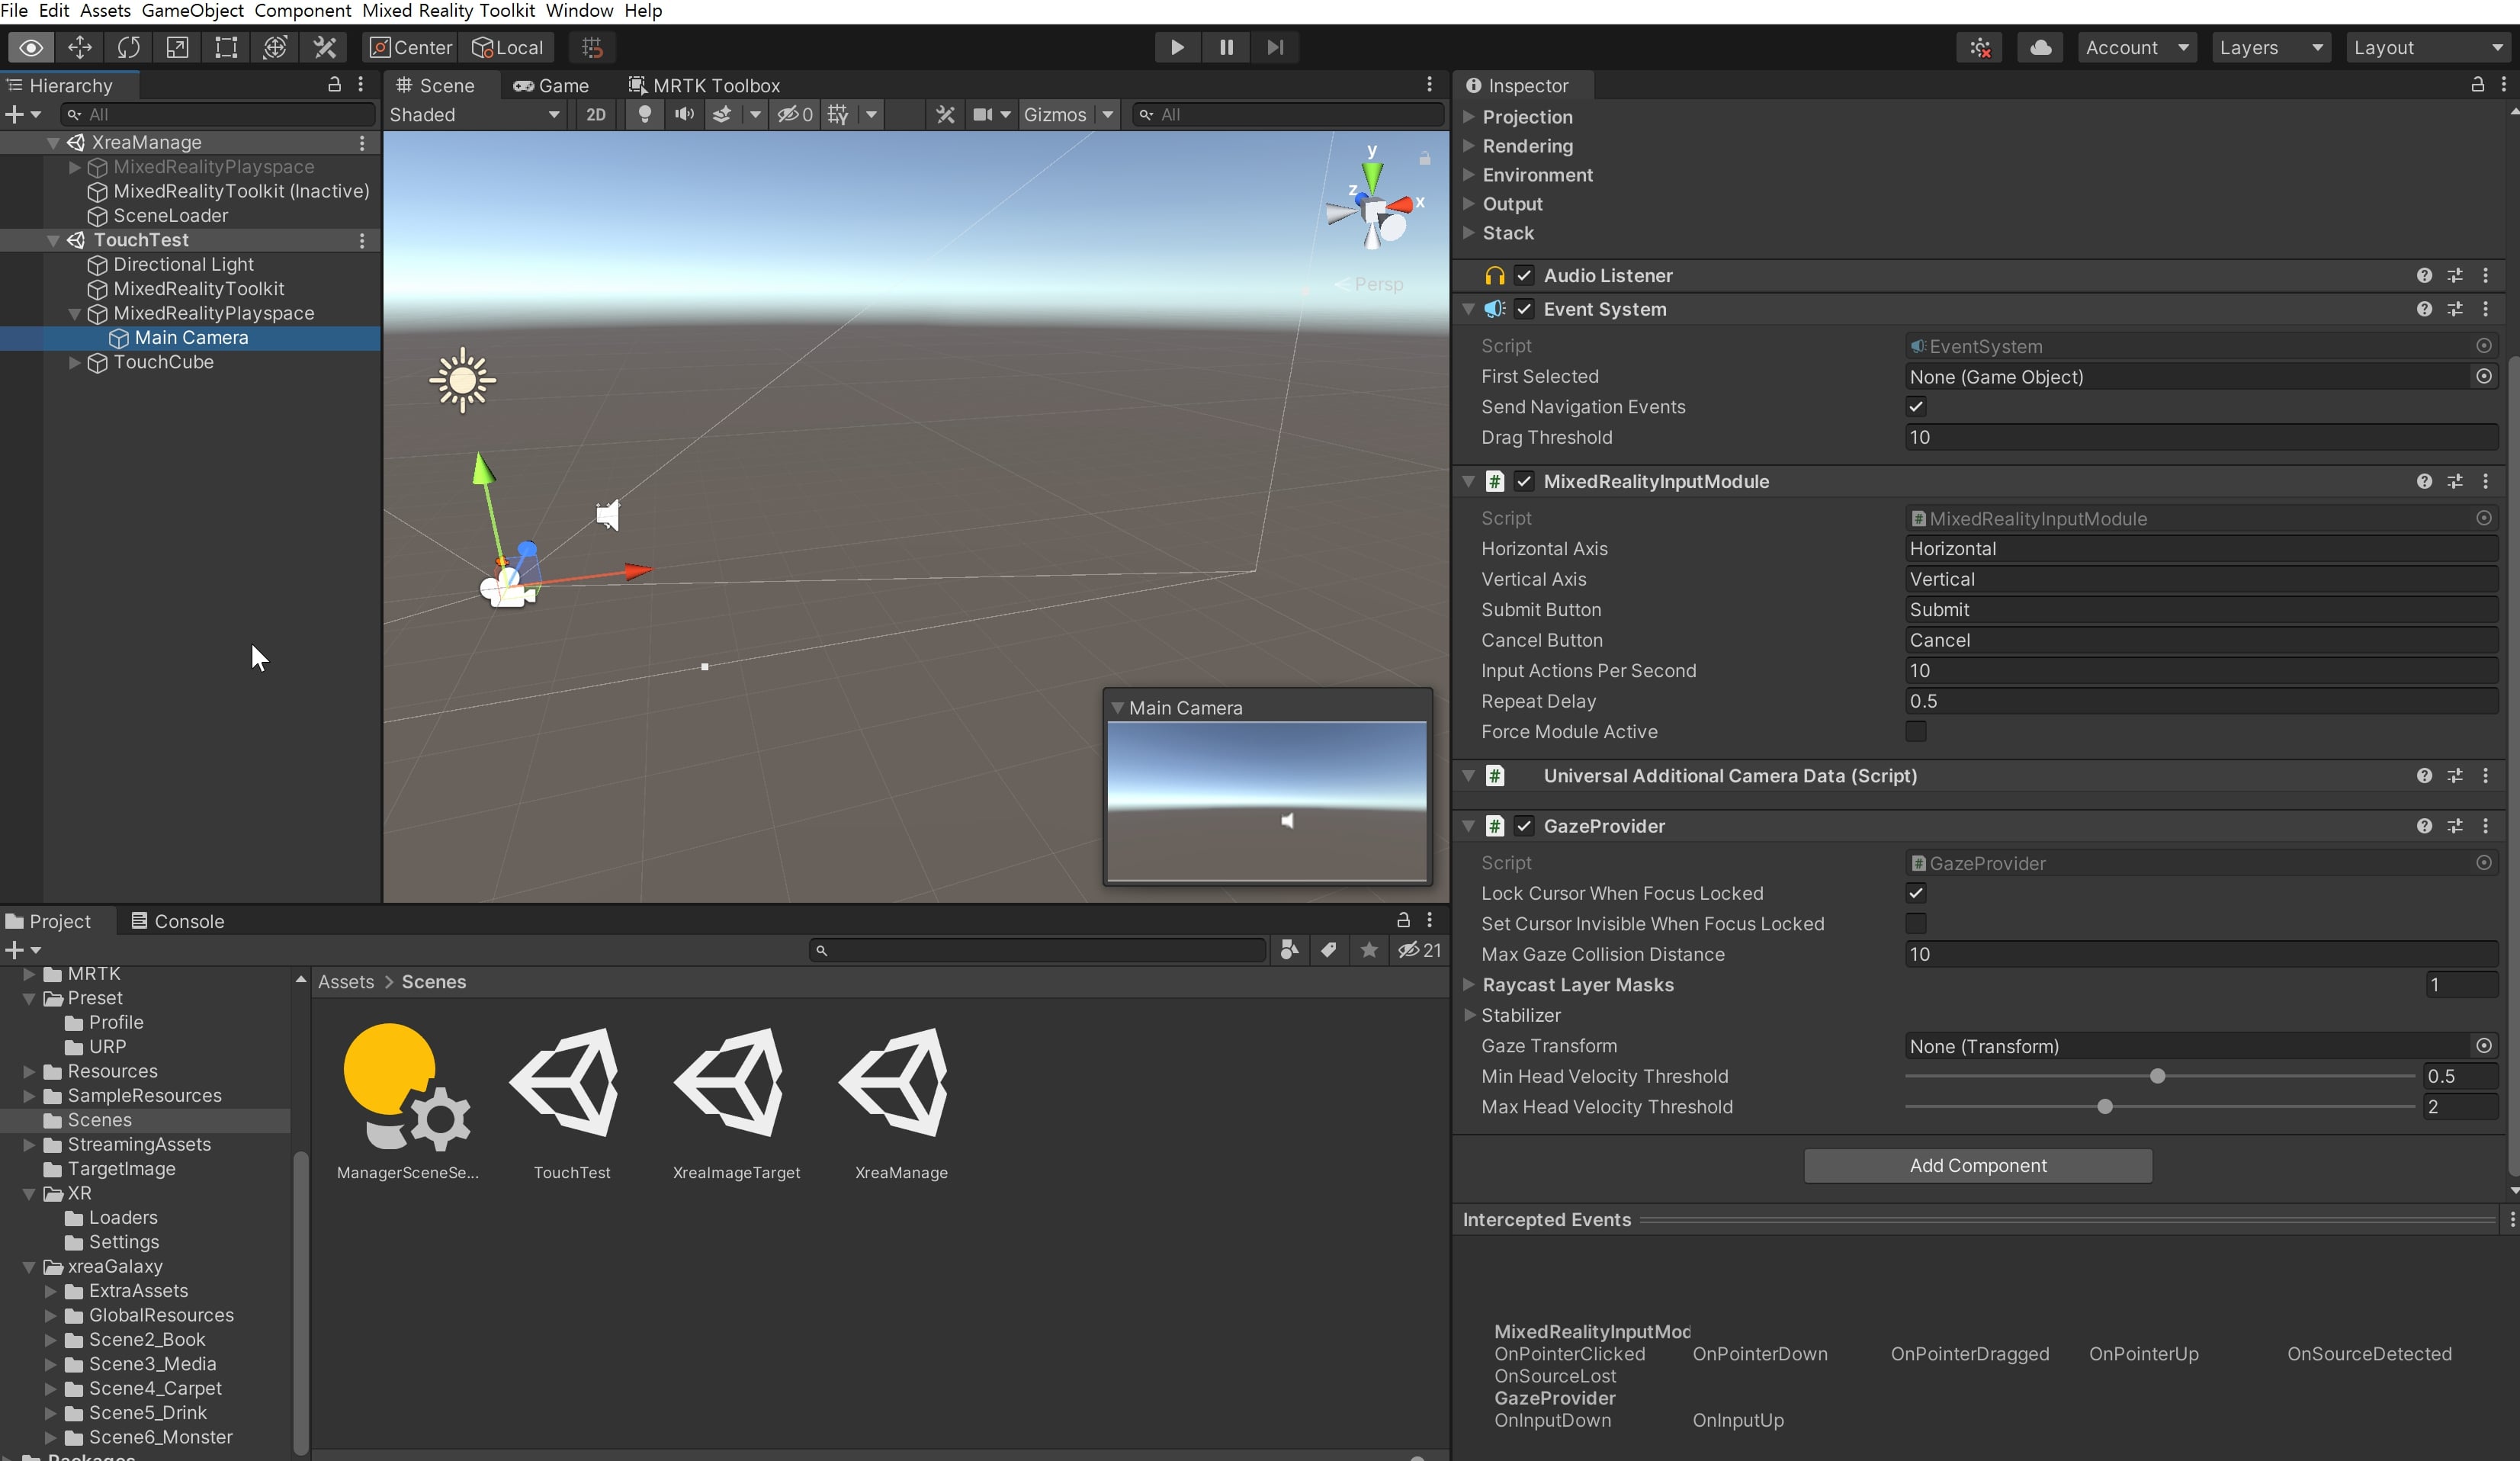 File Edit Assets GameObject Component Mixed Reality Toolkit Window Help
Center Local Account Layers Layout
Hierarchy
All
XreaManage
MixedRealityPlayspace
MixedRealityToolkit (Inactive)
SceneLoader
TouchTest
Directional Light
MixedRealityToolkit
MixedRealityPlayspace
Main Camera
TouchCube
Scene Game MRTK Toolbox
Shaded 2D 0 Gizmos All
y
z
x
Persp
Main Camera
Inspector
Projection
Rendering
Environment
Output
Stack
Audio Listener
Event System
Script EventSystem
First Selected None (Game Object)
Send Navigation Events
Drag Threshold 10
MixedRealityInputModule
Script MixedRealityInputModule
Horizontal Axis Horizontal
Vertical Axis Vertical
Submit Button Submit
Cancel Button Cancel
Input Actions Per Second 10
Repeat Delay 0.5
Force Module Active
Universal Additional Camera Data (Script)
GazeProvider
Script GazeProvider
Lock Cursor When Focus Locked
Set Cursor Invisible When Focus Locked
Max Gaze Collision Distance 10
Raycast Layer Masks 1
Stabilizer
Gaze Transform None (Transform)
Min Head Velocity Threshold 0.5
Max Head Velocity Threshold 2
Add Component
Intercepted Events
MixedRealityInputMod
OnPointerClicked OnPointerDown OnPointerDragged OnPointerUp OnSourceDetected
OnSourceLost
GazeProvider
OnInputDown OnInputUp
Project Console
21
MRTK
Preset
Profile
URP
Resources
SampleResources
Scenes
StreamingAssets
TargetImage
XR
Loaders
Settings
xreaGalaxy
ExtraAssets
GlobalResources
Scene2_Book
Scene3_Media
Scene4_Carpet
Scene5_Drink
Scene6_Monster
Packages
Assets > Scenes
ManagerSceneSe... TouchTest XreaImageTarget XreaManage